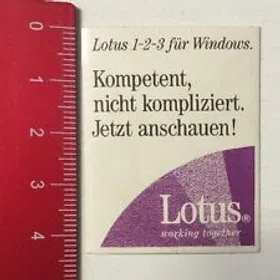 0
1
2
3
4
Lotus 1-2-3 für Windows.
Kompetent,
nicht kompliziert.
Jetzt anschauen!
Lotus®
working together